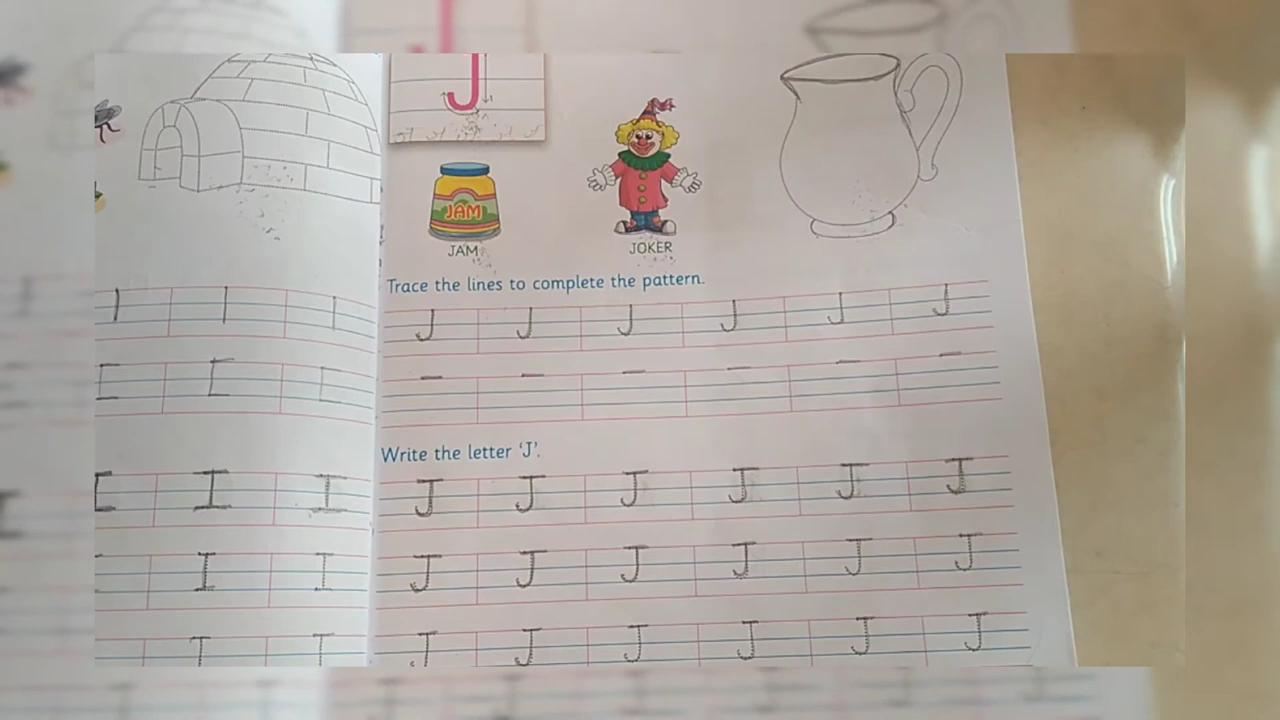 J
JAM
JAM JOKER
Trace the lines to complete the pattern.
I I I J J J J J J
Write the letter ‘J’.
I I I J J J J J J
I I J J J J J J
I I J J J J J J